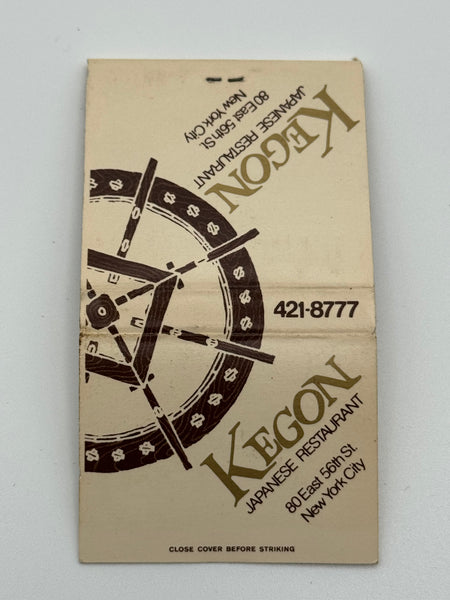 KEGON
JAPANESE RESTAURANT
80 East 56th St.
New York City
421-8777
KEGON
JAPANESE RESTAURANT
80 East 56th St.
New York City
CLOSE COVER BEFORE STRIKING